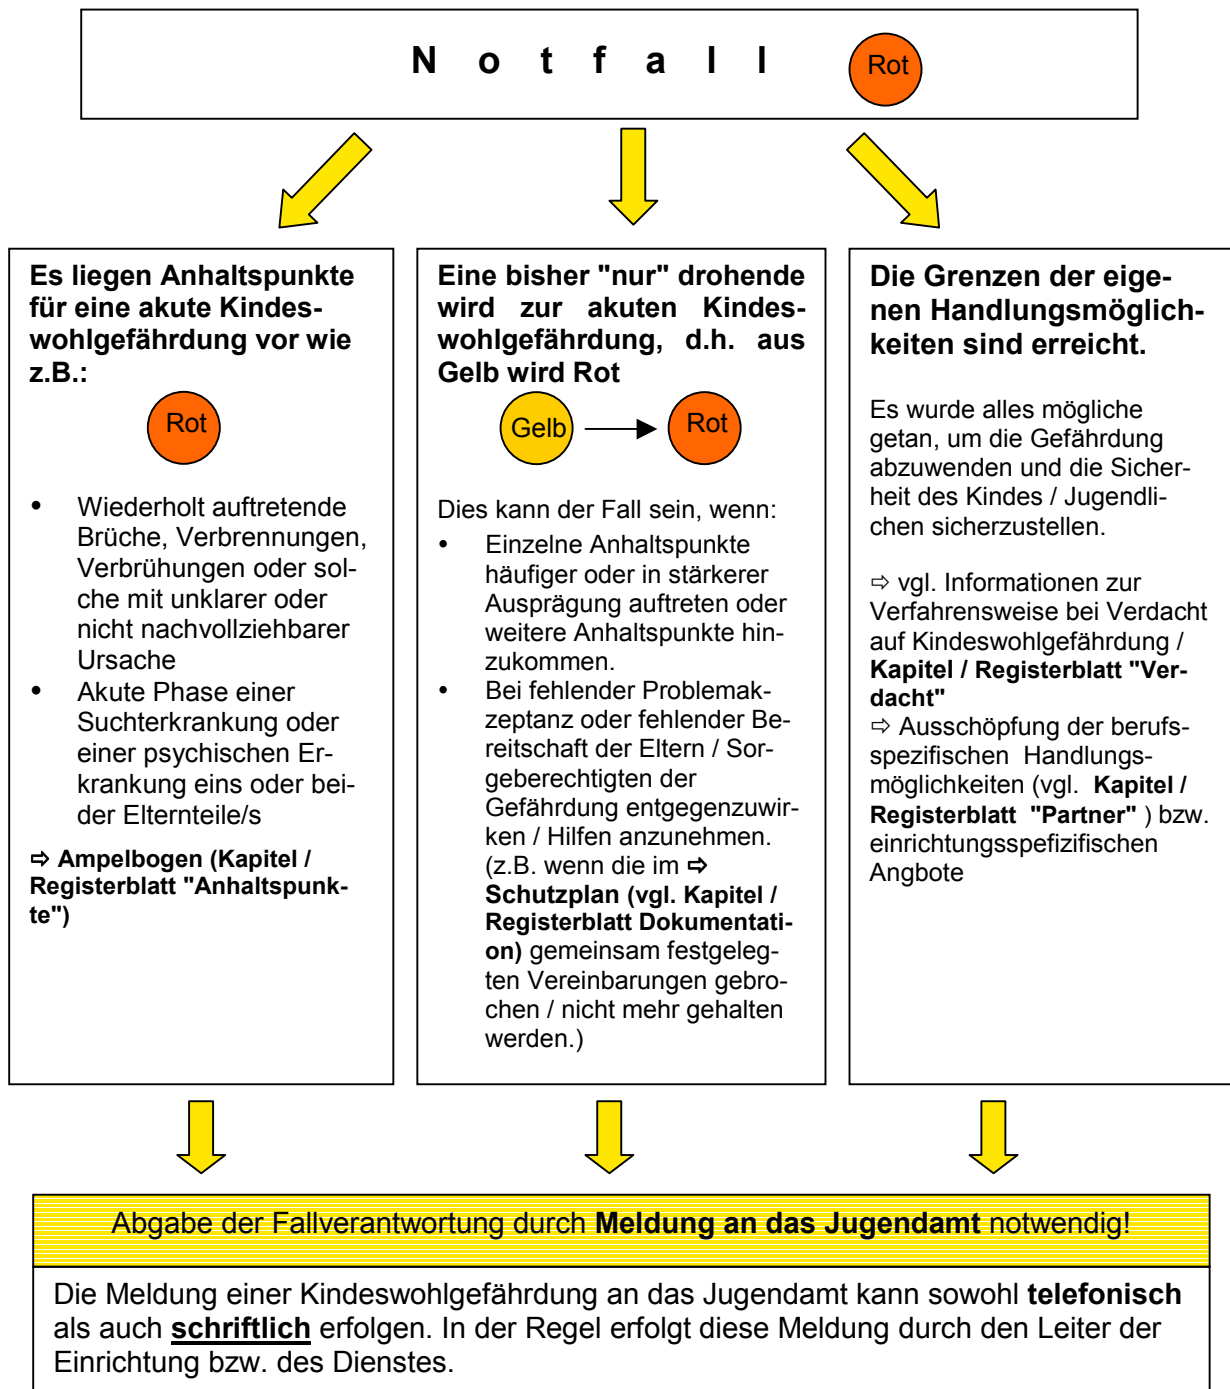 N o t f a l l
Rot
Es liegen Anhaltspunkte
für eine akute Kindes-
wohlgefährdung vor wie
z.B.:
Rot
• Wiederholt auftretende
Brüche, Verbrennungen,
Verbrühungen oder sol-
che mit unklarer oder
nicht nachvollziehbarer
Ursache
• Akute Phase einer
Suchterkrankung oder
einer psychischen Er-
krankung eins oder bei-
der Elternteile/s
⇨ Ampelbogen (Kapitel /
Registerblatt "Anhaltspunk-
te")
Eine bisher "nur" drohende
wird zur akuten Kindes-
wohlgefährdung, d.h. aus
Gelb wird Rot
Gelb
Rot
Dies kann der Fall sein, wenn:
• Einzelne Anhaltspunkte
häufiger oder in stärkerer
Ausprägung auftreten oder
weitere Anhaltspunkte hin-
zukommen.
• Bei fehlender Problemak-
zeptanz oder fehlender Be-
reitschaft der Eltern / Sor-
geberechtigten der
Gefährdung entgegenzuwir-
ken / Hilfen anzunehmen.
(z.B. wenn die im ⇨
Schutzplan (vgl. Kapitel /
Registerblatt Dokumentati-
on) gemeinsam festgeleg-
ten Vereinbarungen gebro-
chen / nicht mehr gehalten
werden.)
Die Grenzen der eige-
nen Handlungsmöglich-
keiten sind erreicht.
Es wurde alles mögliche
getan, um die Gefährdung
abzuwenden und die Sicher-
heit des Kindes / Jugendli-
chen sicherzustellen.
⇨ vgl. Informationen zur
Verfahrensweise bei Verdacht
auf Kindeswohlgefährdung /
Kapitel / Registerblatt "Ver-
dacht"
⇨ Ausschöpfung der berufs-
spezifischen Handlungs-
möglichkeiten (vgl. Kapitel /
Registerblatt "Partner" ) bzw.
einrichtungsspefizifischen
Angbote
Abgabe der Fallverantwortung durch Meldung an das Jugendamt notwendig!
Die Meldung einer Kindeswohlgefährdung an das Jugendamt kann sowohl telefonisch
als auch schriftlich erfolgen. In der Regel erfolgt diese Meldung durch den Leiter der
Einrichtung bzw. des Dienstes.